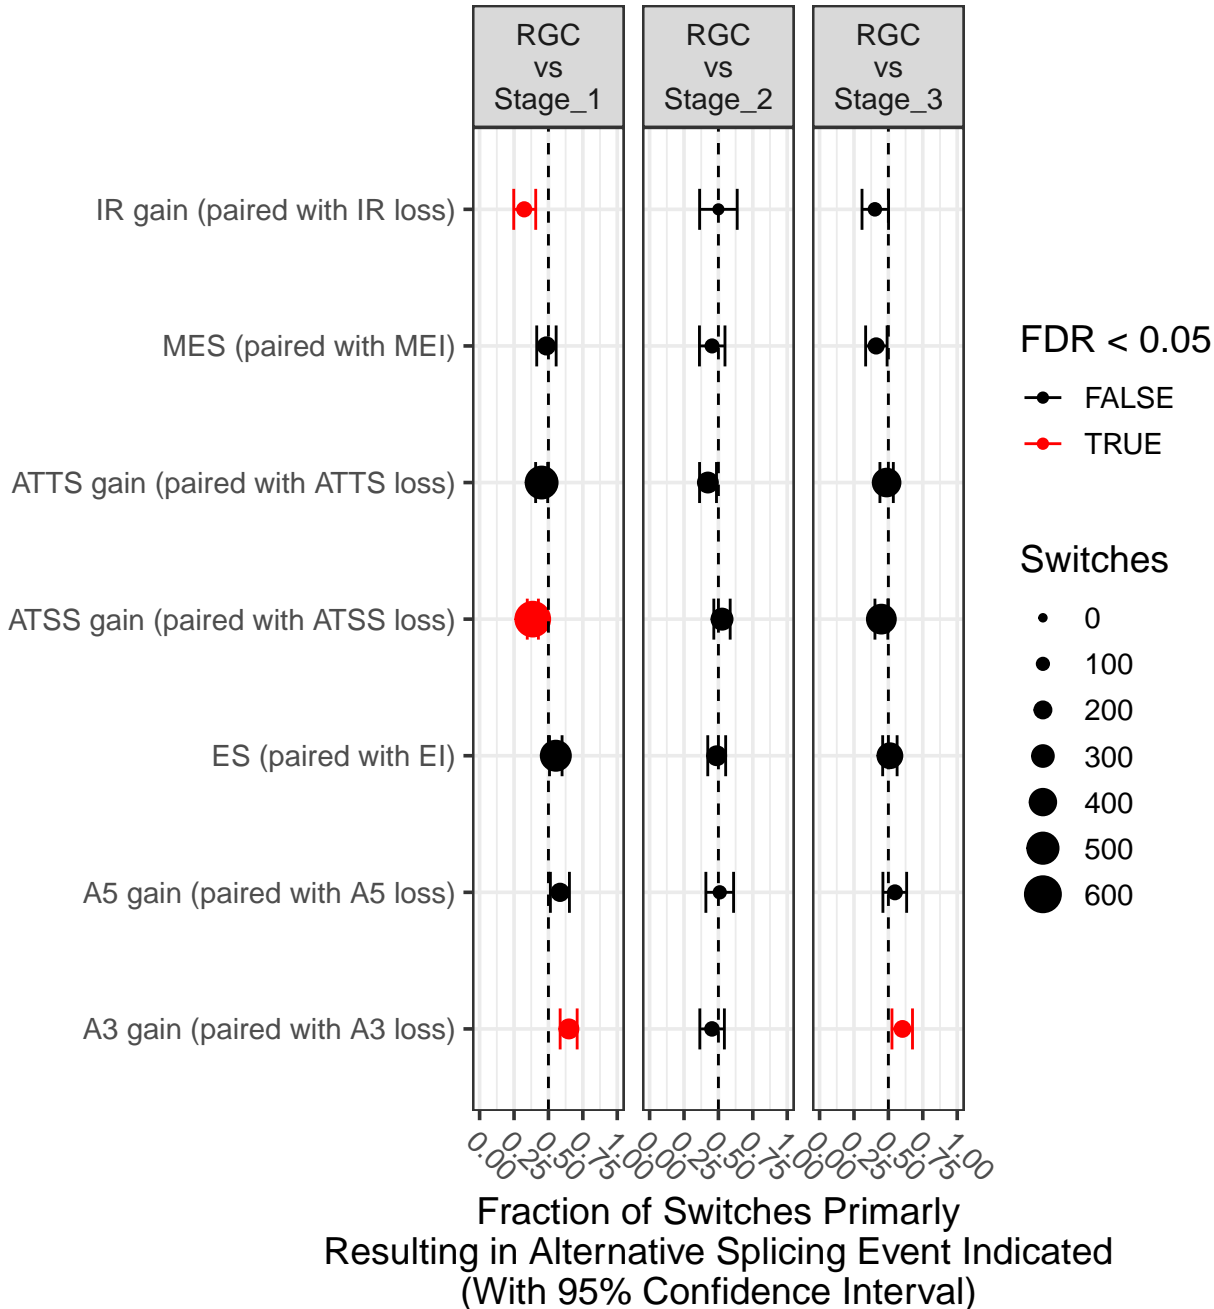 RGC
vs
Stage_1
RGC
vs
Stage_2
RGC
vs
Stage_3
IR gain (paired with IR loss)
MES (paired with MEI)
ATTS gain (paired with ATTS loss)
ATSS gain (paired with ATSS loss)
ES (paired with EI)
A5 gain (paired with A5 loss)
A3 gain (paired with A3 loss)
0.00 0.25 0.50 0.75 1.00
0.00 0.25 0.50 0.75 1.00
0.00 0.25 0.50 0.75 1.00
Fraction of Switches Primarly
Resulting in Alternative Splicing Event Indicated
(With 95% Confidence Interval)
FDR < 0.05
FALSE
TRUE
Switches
0
100
200
300
400
500
600